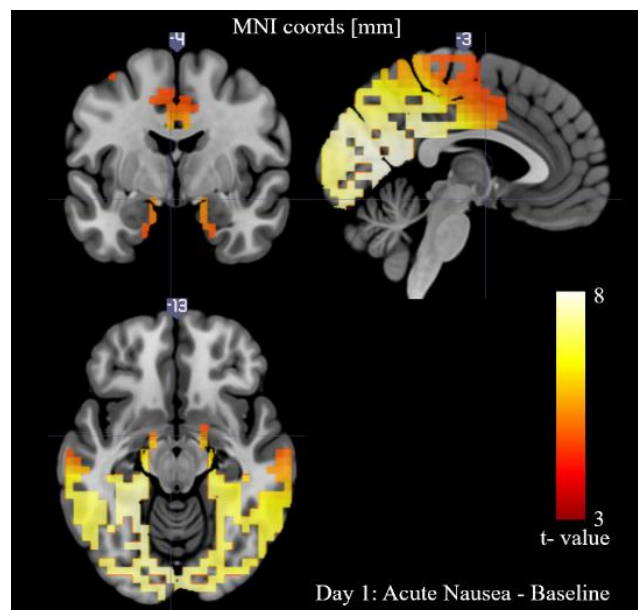 MNI coords [mm]
-4
-3
-13
8
3
t- value
Day 1: Acute Nausea - Baseline